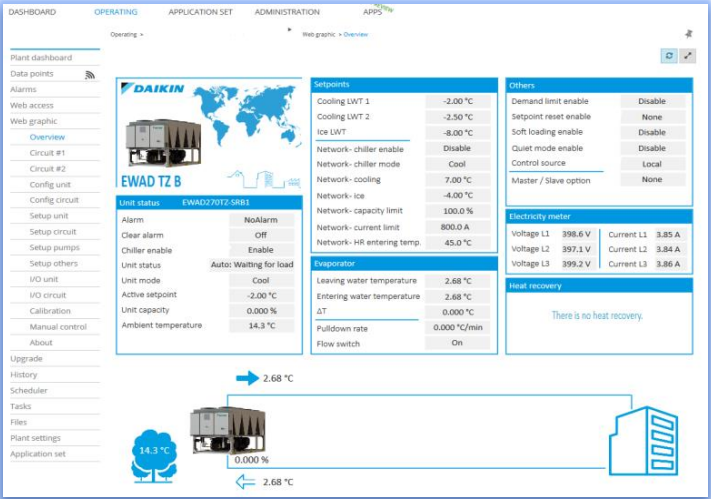 DASHBOARD OPERATING APPLICATION SET ADMINISTRATION APPS
Operating » Web graphic » Overview
Plant dashboard
Data points
Alarms
Web access
Web graphic
Overview
Circuit #1
Circuit #2
Config unit
Config circuit
Setup unit
Setup circuit
Setup pumps
Setup others
I/O unit
I/O circuit
Calibration
Manual control
About
Upgrade
History
Scheduler
Tasks
Files
Plant settings
Application set
DAIKIN
EWAD TZ B
Unit status EWAD270TZ-SRB1
Alarm NoAlarm
Clear alarm Off
Chiller enable Enable
Unit status Auto: Waiting for load
Unit mode Cool
Active setpoint -2.00 °C
Unit capacity 0.000 %
Ambient temperature 14.3 °C
Setpoints
Cooling LWT 1 -2.00 °C
Cooling LWT 2 -2.50 °C
Ice LWT -8.00 °C
Network- chiller enable Disable
Network- chiller mode Cool
Network- cooling 7.00 °C
Network- ice -4.00 °C
Network- capacity limit 100.0 %
Network- current limit 800.0 A
Network- HR entering temp. 45.0 °C
Evaporator
Leaving water temperature 2.68 °C
Entering water temperature 2.68 °C
ΔT 0.000 °C
Pulldown rate 0.000 °C/min
Flow switch On
Others
Demand limit enable Disable
Setpoint reset enable None
Soft loading enable Disable
Quiet mode enable Disable
Control source Local
Master / Slave option None
Electricity meter
Voltage L1 398.6 V Current L1 3.85 A
Voltage L2 397.1 V Current L2 3.84 A
Voltage L3 399.2 V Current L3 3.86 A
Heat recovery
There is no heat recovery.
2.68 °C
14.3 °C
0.000 %
2.68 °C